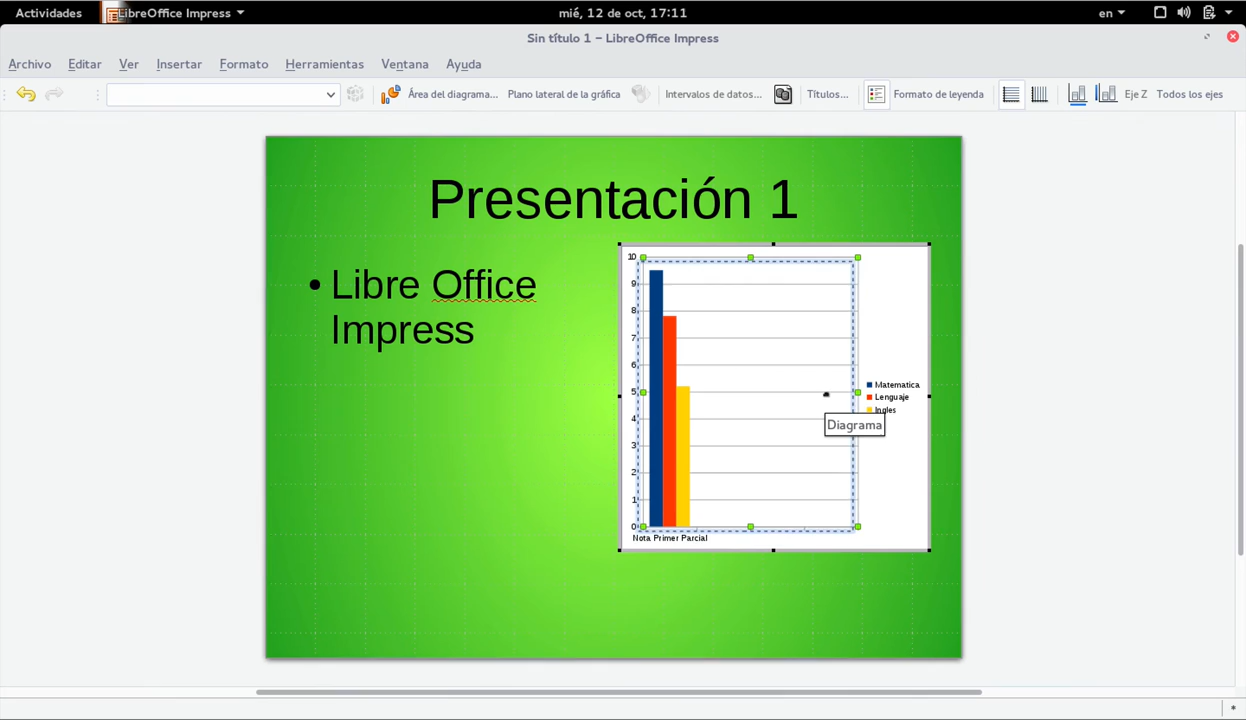 Actividades LibreOffice Impress mié, 12 de oct, 17:11 en
Sin título 1 – LibreOffice Impress
Archivo Editar Ver Insertar Formato Herramientas Ventana Ayuda
Área del diagrama... Plano lateral de la gráfica Intervalos de datos... Títulos... Formato de leyenda Eje Z Todos los ejes
Presentación 1
• Libre Office
Impress
10
9
8
7
6
5
4
3
2
1
0
Nota Primer Parcial
Matematica
Lenguaje
Ingles
Diagrama